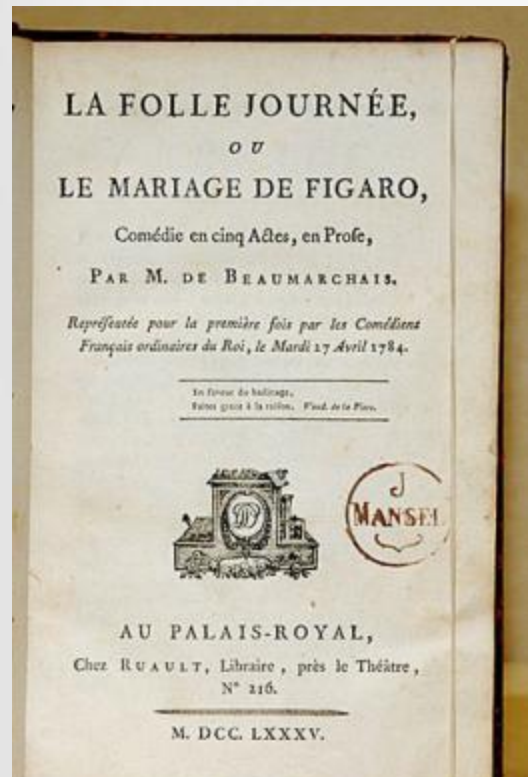 LA FOLLE JOURNÉE,
OU
LE MARIAGE DE FIGARO,
Comédie en cinq Actes, en Prose,
PAR M. DE BEAUMARCHAIS.
Représentée pour la première fois par les Comédiens
Français ordinaires du Roi, le Mardi 27 Avril 1784.
En faveur du badinage,
Faites grace à la raison. Vaud. de la Pièce.
J
MANSEL
AU PALAIS-ROYAL,
Chez RUAULT, Libraire, près le Théâtre,
N° 216.
M. DCC. LXXXV.